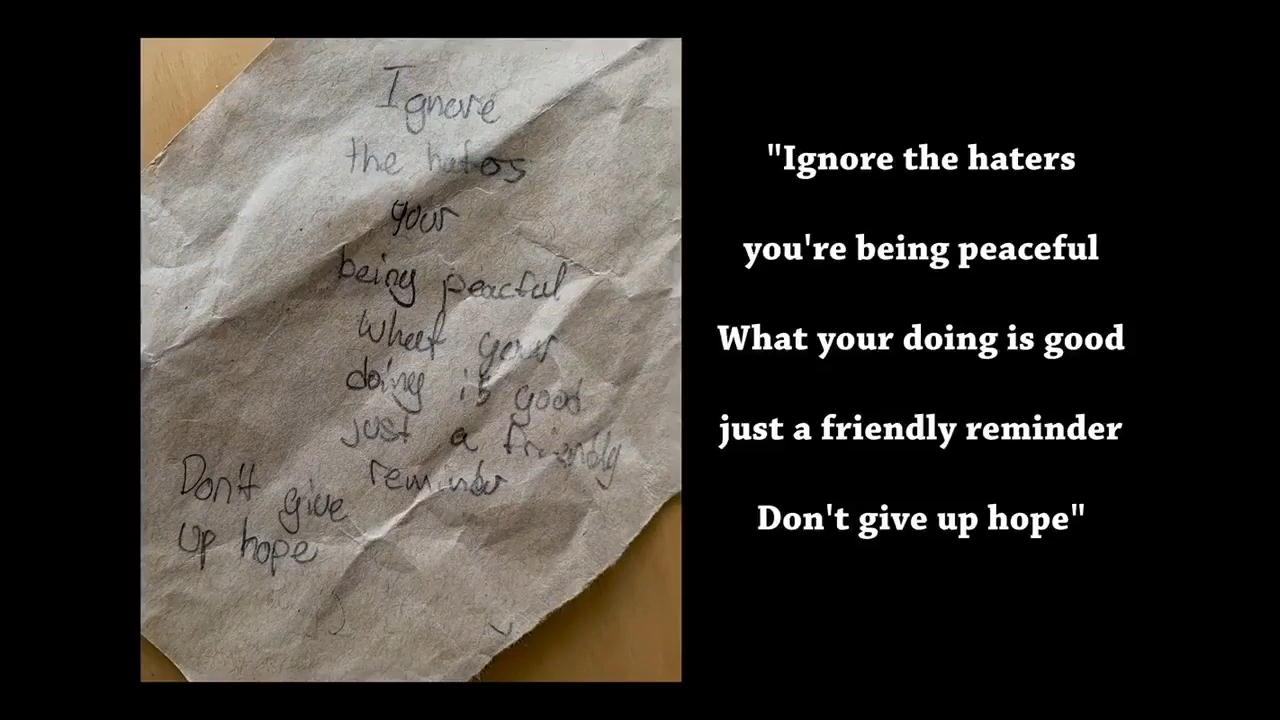 Ignore
the haters
your
being peacful
What your
doing is good
just a friendly
reminder
Don't give
up hope
"Ignore the haters
you're being peaceful
What your doing is good
just a friendly reminder
Don't give up hope"